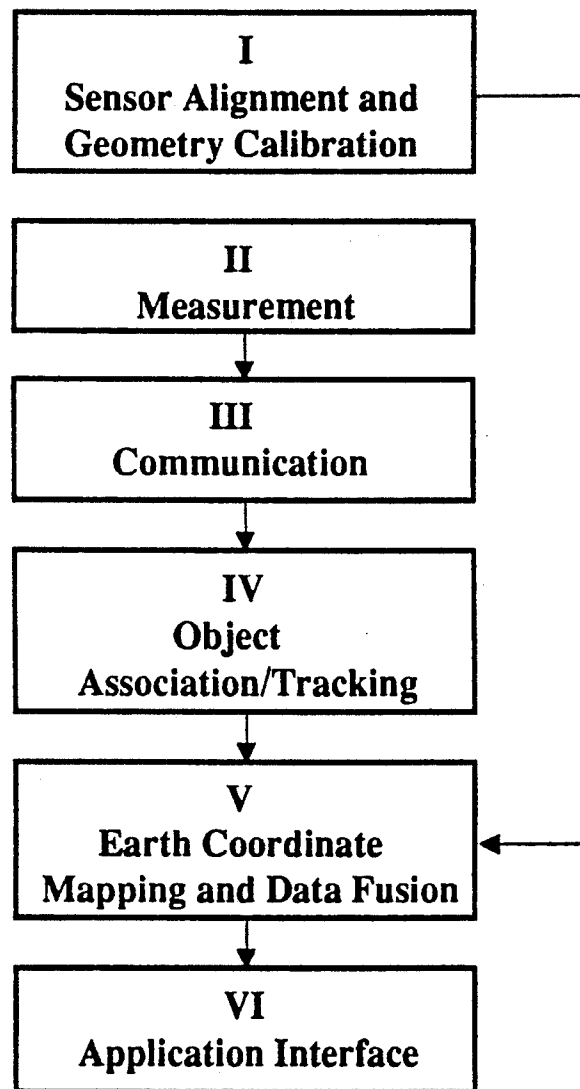 I
Sensor Alignment and
Geometry Calibration
II
Measurement
III
Communication
IV
Object
Association/Tracking
V
Earth Coordinate
Mapping and Data Fusion
VI
Application Interface